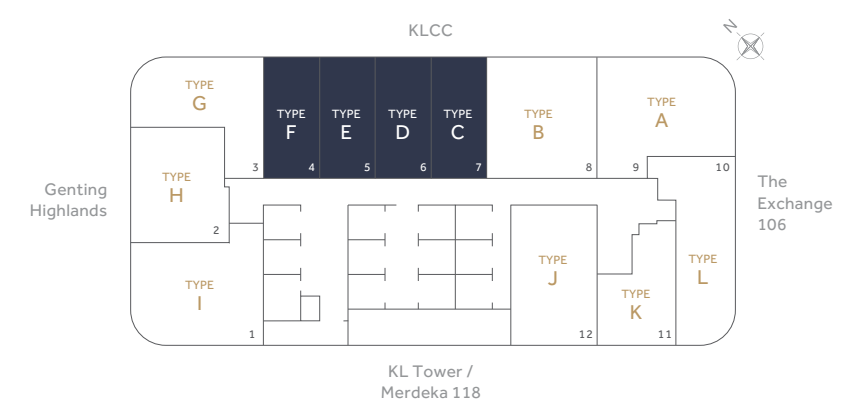 KLCC
N
TYPE
G
3
TYPE
F
4
TYPE
E
5
TYPE
D
6
TYPE
C
7
TYPE
B
8
TYPE
A
9
10
Genting
Highlands
TYPE
H
2
The
Exchange
106
TYPE
I
1
TYPE
J
12
TYPE
K
11
TYPE
L
KL Tower /
Merdeka 118